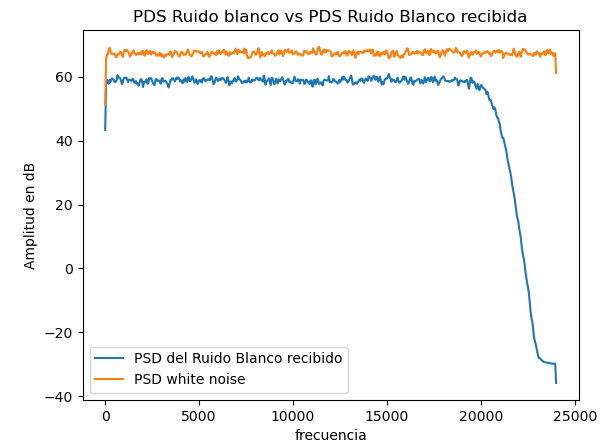 PDS Ruido blanco vs PDS Ruido Blanco recibida
60
40
20
0
−20
−40
Amplitud en dB
PSD del Ruido Blanco recibido
PSD white noise
0
5000
10000
15000
20000
25000
frecuencia